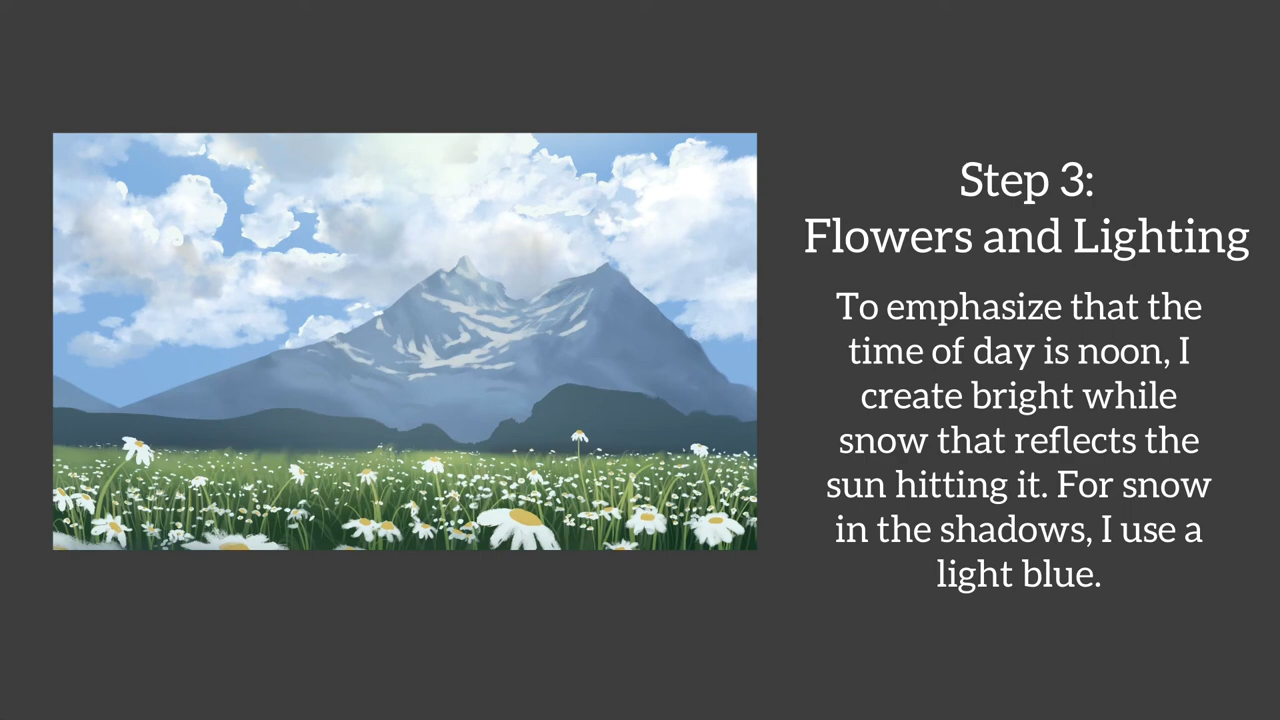 Step 3:
Flowers and Lighting
To emphasize that the
time of day is noon, I
create bright while
snow that reflects the
sun hitting it. For snow
in the shadows, I use a
light blue.